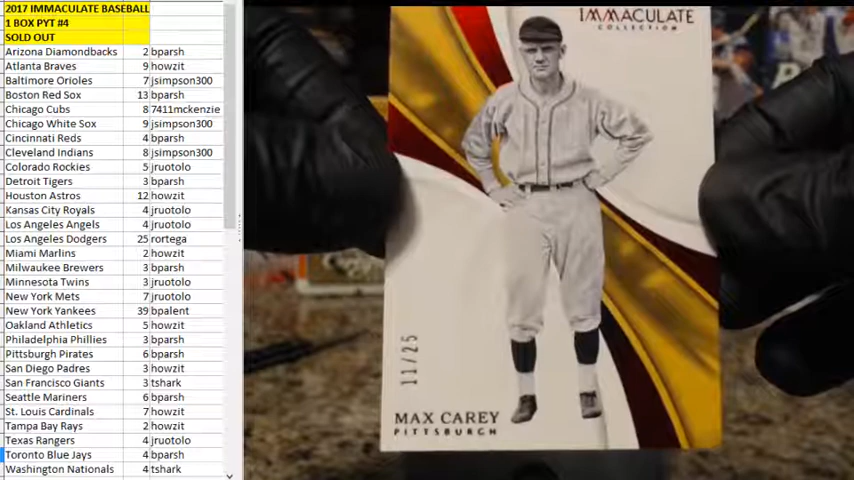 2017 IMMACULATE BASEBALL
1 BOX PYT #4
SOLD OUT
Arizona Diamondbacks 2 bparsh
Atlanta Braves 9 howzit
Baltimore Orioles 7 jsimpson300
Boston Red Sox 13 bparsh
Chicago Cubs 8 7411mckenzie
Chicago White Sox 9 jsimpson300
Cincinnati Reds 4 bparsh
Cleveland Indians 8 jsimpson300
Colorado Rockies 5 jruotolo
Detroit Tigers 3 bparsh
Houston Astros 12 howzit
Kansas City Royals 4 jruotolo
Los Angeles Angels 4 jruotolo
Los Angeles Dodgers 25 rortega
Miami Marlins 2 howzit
Milwaukee Brewers 3 bparsh
Minnesota Twins 3 jruotolo
New York Mets 7 jruotolo
New York Yankees 39 bpalent
Oakland Athletics 5 howzit
Philadelphia Phillies 3 bparsh
Pittsburgh Pirates 6 bparsh
San Diego Padres 3 howzit
San Francisco Giants 3 tshark
Seattle Mariners 6 bparsh
St. Louis Cardinals 7 howzit
Tampa Bay Rays 2 howzit
Texas Rangers 4 jruotolo
Toronto Blue Jays 4 bparsh
Washington Nationals 4 tshark
IMMACULATE
COLLECTION
11/25
MAX CAREY
PITTSBURGH